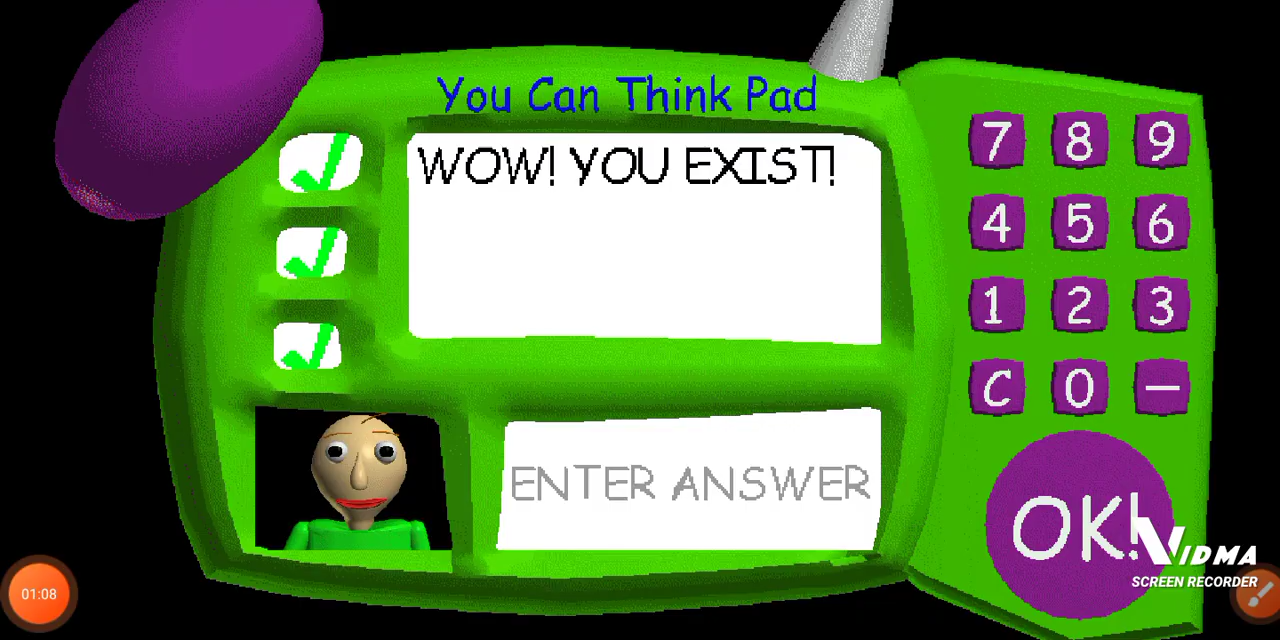 You Can Think Pad
WOW! YOU EXIST!
7 8 9
4 5 6
1 2 3
C 0 —
ENTER ANSWER
OK!
VIDMA
SCREEN RECORDER
01:08